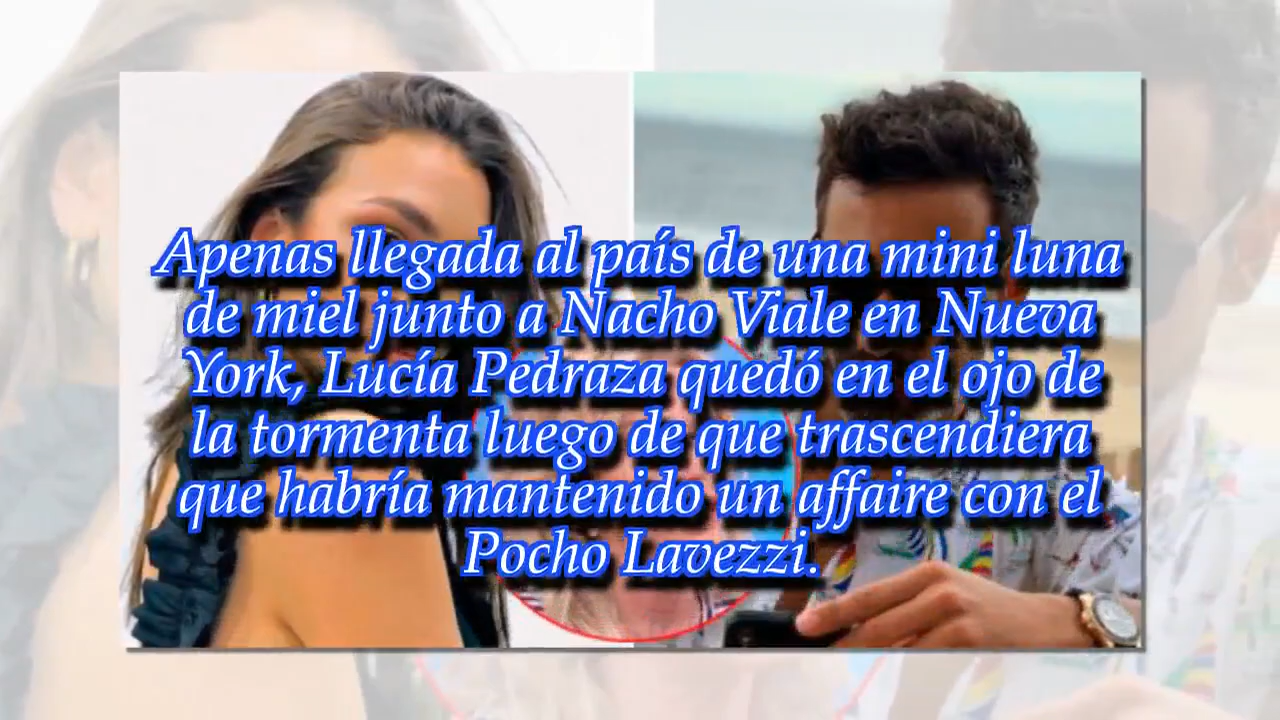 Apenas llegada al país de una mini luna
de miel junto a Nacho Viale en Nueva
York, Lucía Pedraza quedó en el ojo de
la tormenta luego de que trascendiera
que habría mantenido un affaire con el
Pocho Lavezzi.